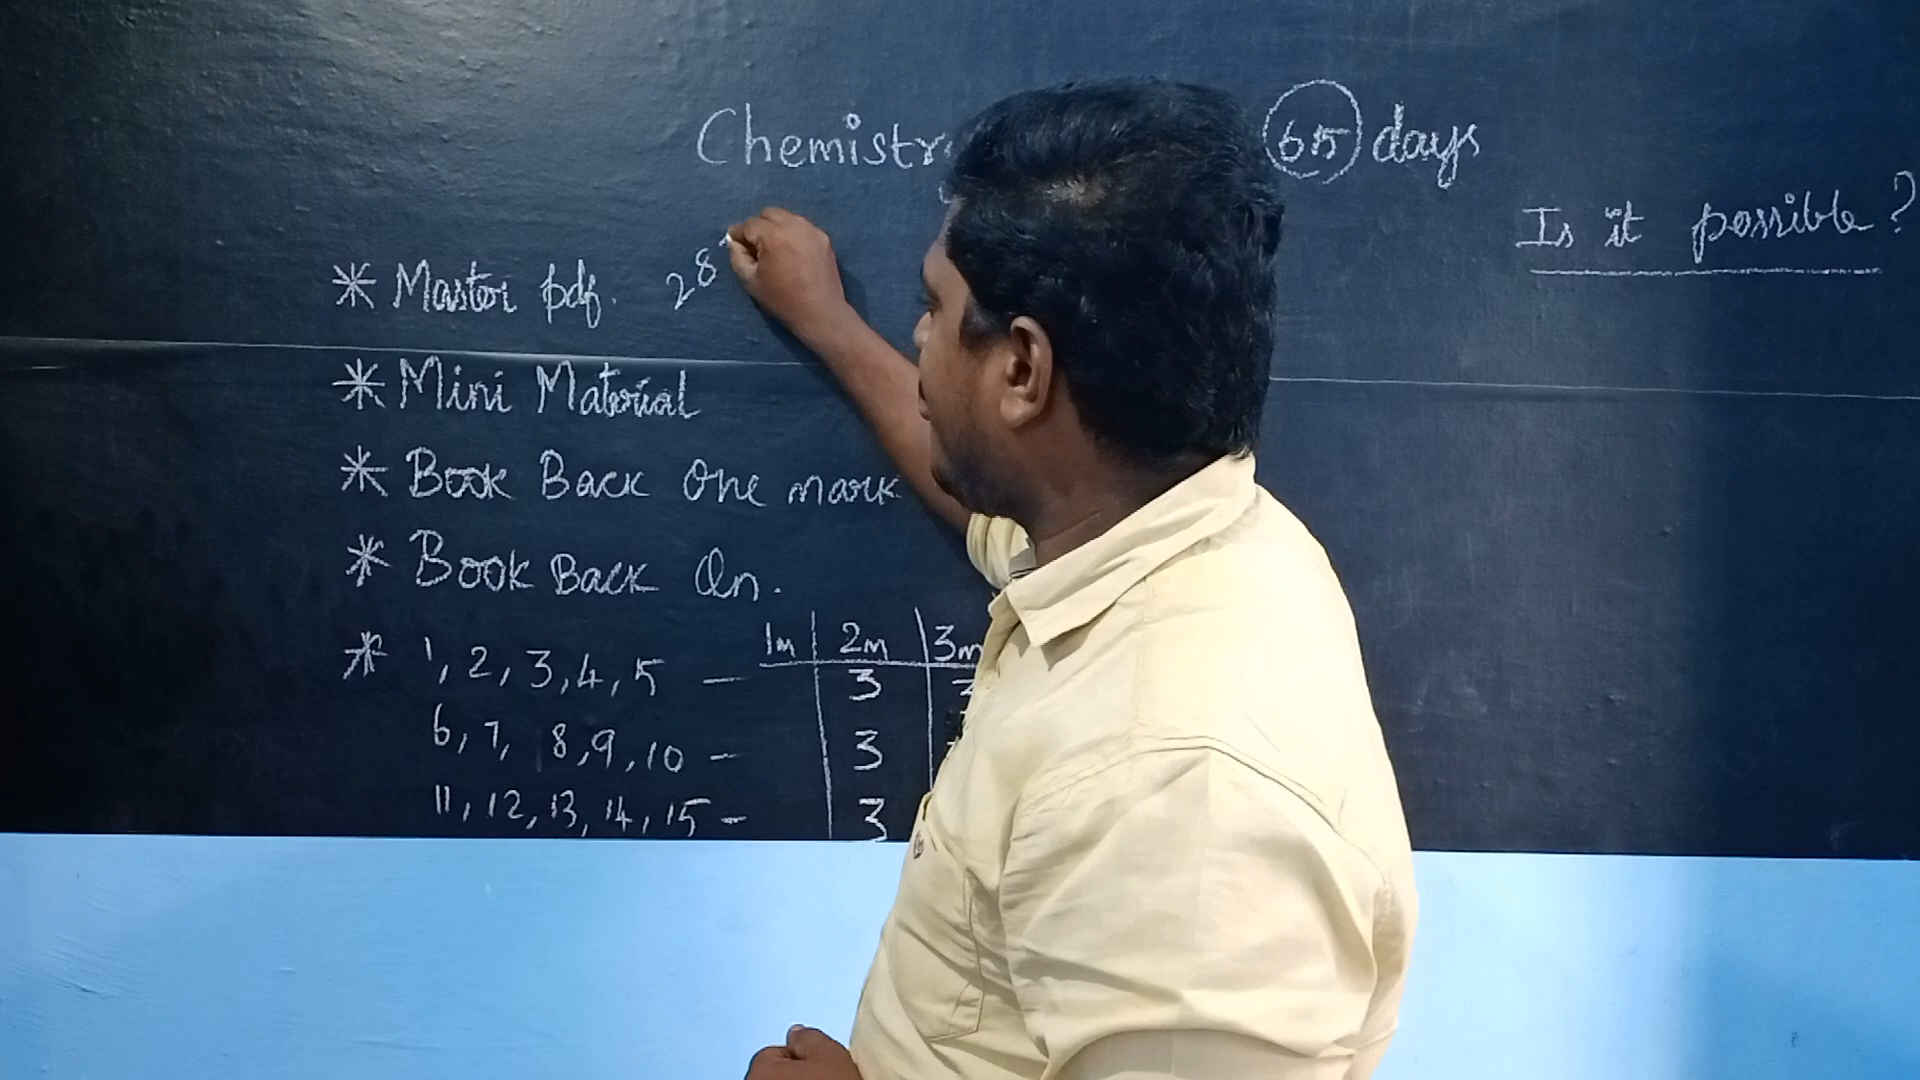 Chemistry 65 days
Is it possible?
* Master pdf. 28
* Mini Material
* Book Back One mark
* Book Back Qn.
1m 2m 3m
* 1, 2, 3, 4, 5 — 3
6, 7, 8, 9, 10 — 3
11, 12, 13, 14, 15 — 3